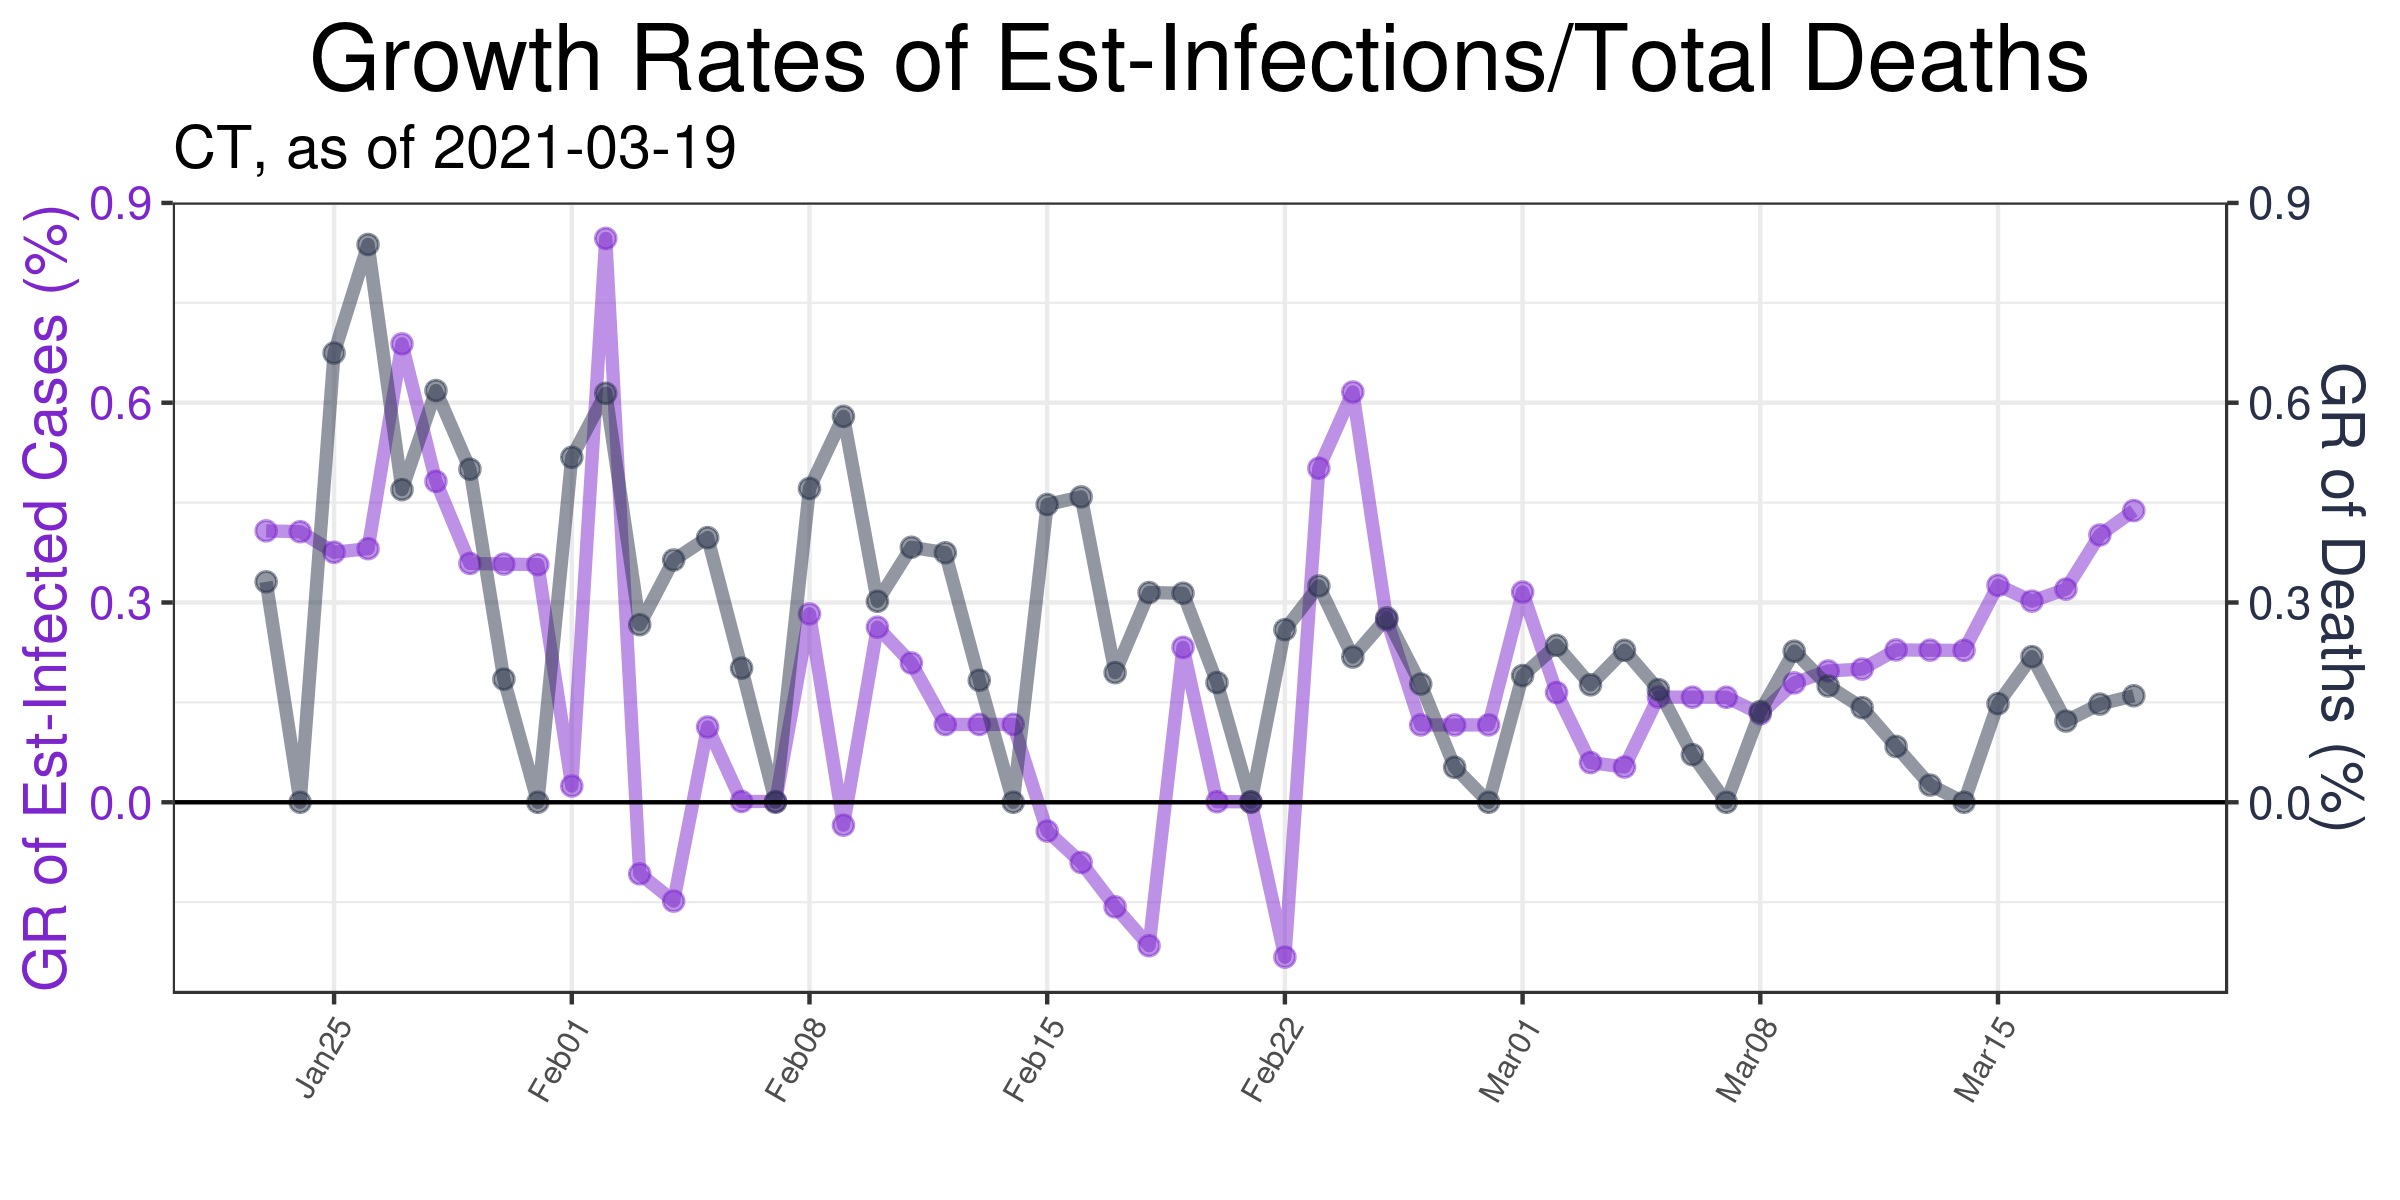 Growth Rates of Est-Infections/Total Deaths
CT, as of 2021-03-19
GR of Est-Infected Cases (%)
0.9
0.6
0.3
0.0
0.9
0.6
0.3
0.0
GR of Deaths (%)
Jan25
Feb01
Feb08
Feb15
Feb22
Mar01
Mar08
Mar15